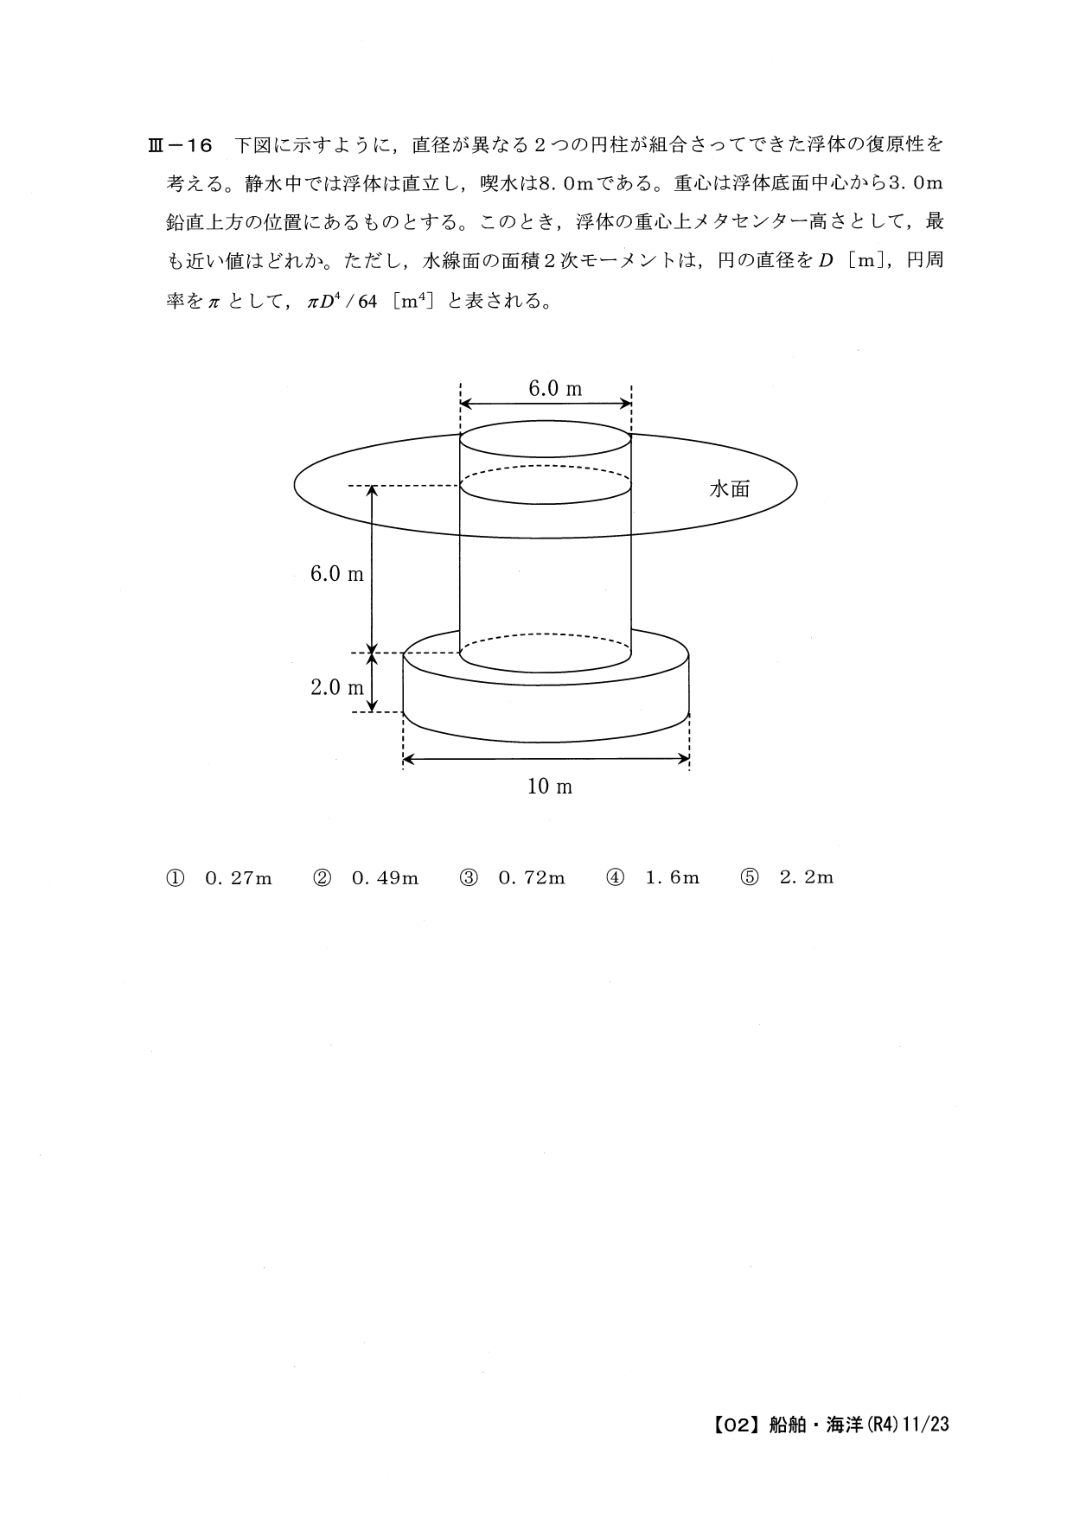 Ⅲ－16　下図に示すように，直径が異なる２つの円柱が組合さってできた浮体の復原性を
考える。静水中では浮体は直立し，喫水は8.0mである。重心は浮体底面中心から3.0m
鉛直上方の位置にあるものとする。このとき，浮体の重心上メタセンター高さとして，最
も近い値はどれか。ただし，水線面の面積２次モーメントは，円の直径をD［m］，円周
率をπとして，πD⁴/64［m⁴］と表される。
6.0 m
水面
6.0 m
2.0 m
10 m
①　0.27m　　②　0.49m　　③　0.72m　　④　1.6m　　⑤　2.2m
【02】船舶・海洋(R4)11/23